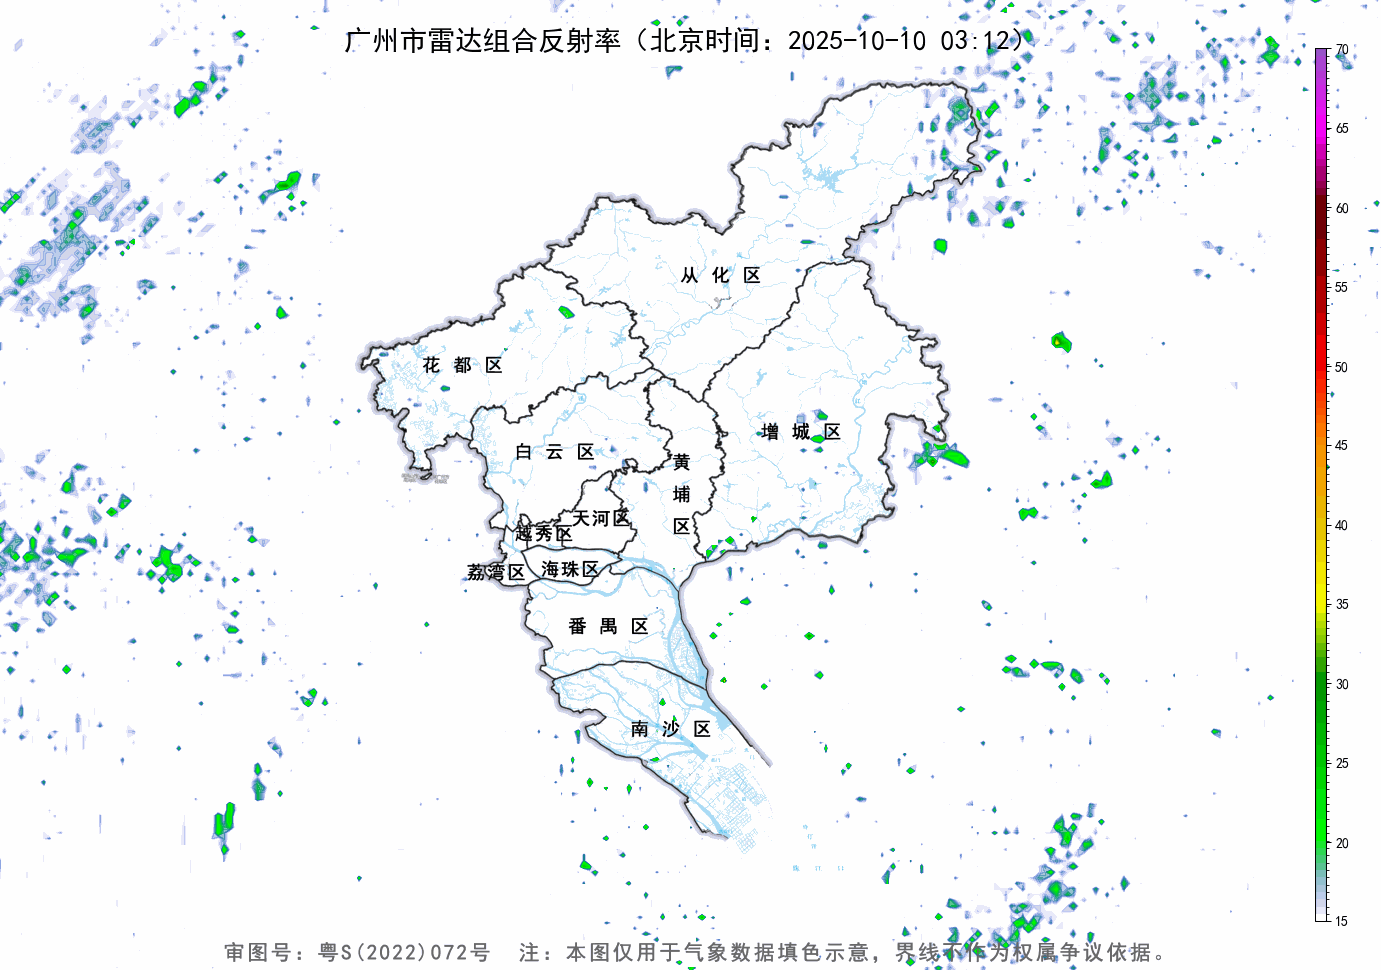 广州市雷达组合反射率（北京时间：2025-10-10 03:12）
70
65
60
55
50
45
40
35
30
25
20
15
从化区
花都区
增城区
白云区
黄埔区
天河区
越秀区
海珠区
荔湾区
番禺区
南沙区
审图号：粤S(2022)072号 注：本图仅用于气象数据填色示意，界线不作为权属争议依据。